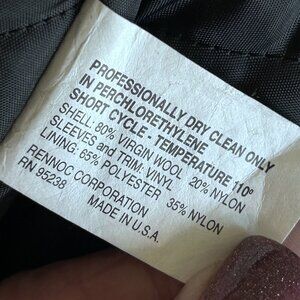 PROFESSIONALLY DRY CLEAN ONLY
IN PERCHLORETHYLENE
SHORT CYCLE - TEMPERATURE 110°
SHELL: 80% VIRGIN WOOL 20% NYLON
SLEEVES and TRIM: VINYL
LINING: 65% POLYESTER 35% NYLON
RENNOC CORPORATION
RN 95238
MADE IN U.S.A.